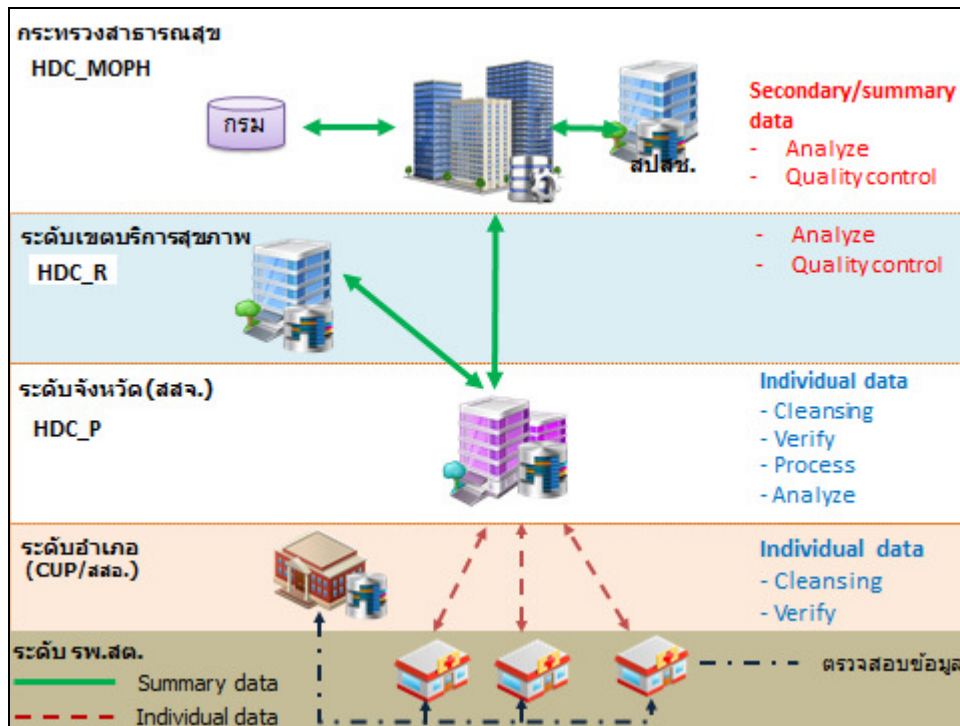 กระทรวงสาธารณสุข
HDC_MOPH
กรม
สปสช.
Secondary/summary
data
- Analyze
- Quality control
ระดับเขตบริการสุขภาพ
HDC_R
- Analyze
- Quality control
ระดับจังหวัด (สสจ.)
HDC_P
Individual data
- Cleansing
- Verify
- Process
- Analyze
ระดับอำเภอ
(CUP/สสอ.)
Individual data
- Cleansing
- Verify
ระดับ รพ.สต.
Summary data
Individual data
ตรวจสอบข้อมูล